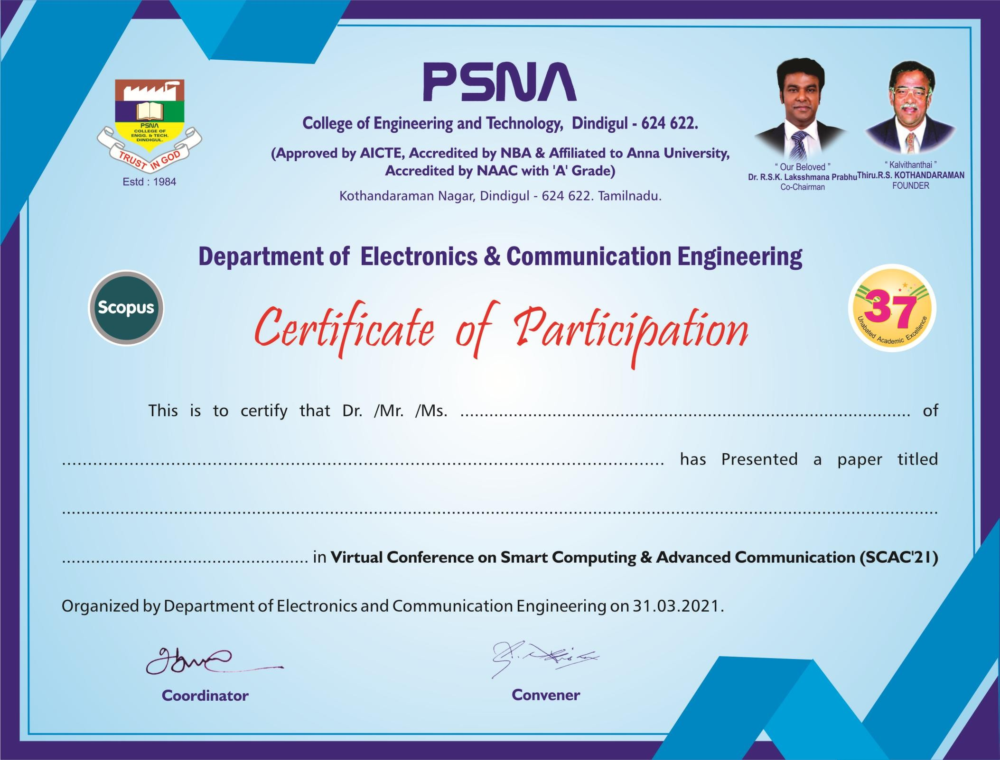 PSNA
College of Engineering and Technology, Dindigul - 624 622.
(Approved by AICTE, Accredited by NBA & Affiliated to Anna University,
Accredited by NAAC with 'A' Grade)
Kothandaraman Nagar, Dindigul - 624 622. Tamilnadu.
PSNA
COLLEGE OF
ENGG. & TECH.
DINDIGUL.
TRUST IN GOD
Estd : 1984
“ Our Beloved ”
Dr. R.S.K. Laksshmana Prabhu
Co-Chairman
“ Kalvithanthai ”
Thiru.R.S. KOTHANDARAMAN
FOUNDER
Department of Electronics & Communication Engineering
Scopus
Certificate of Participation
37
Unabated Academic Excellence
This is to certify that Dr. /Mr. /Ms. ............................................................ of
............................................................ has Presented a paper titled
............................................................
............................................................ in Virtual Conference on Smart Computing & Advanced Communication (SCAC'21)
Organized by Department of Electronics and Communication Engineering on 31.03.2021.
Coordinator
Convener